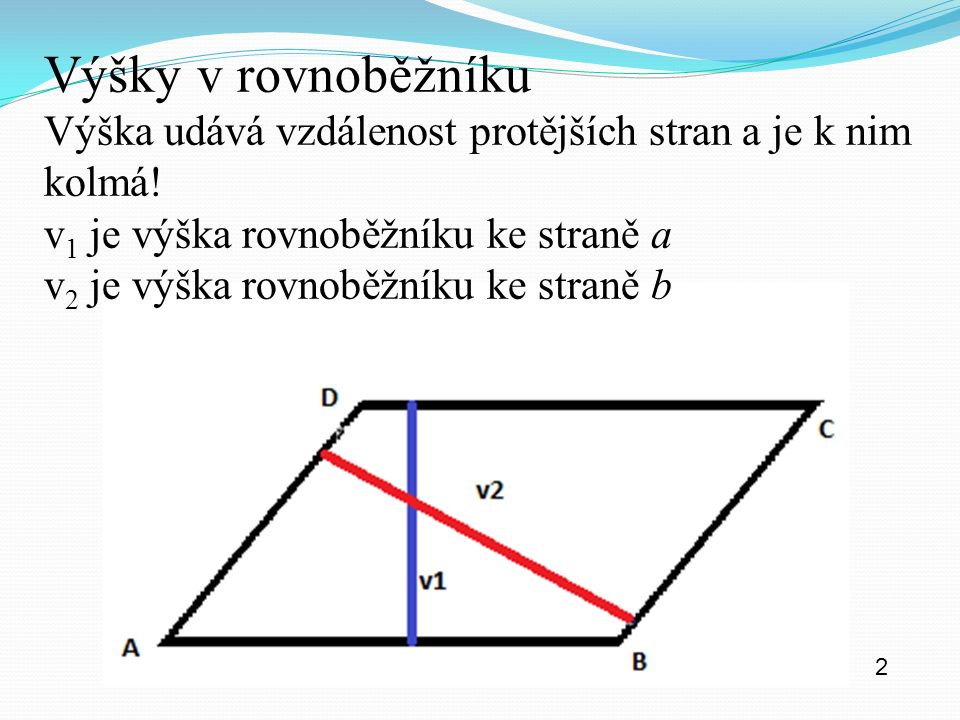 Výšky v rovnoběžníku
Výška udává vzdálenost protějších stran a je k nim
kolmá!
v1 je výška rovnoběžníku ke straně a
v2 je výška rovnoběžníku ke straně b
D
C
v2
v1
A
B
2